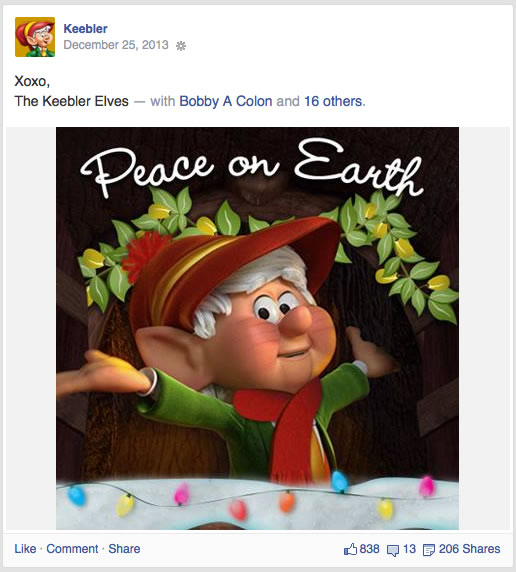 Keebler
December 25, 2013
Xoxo,
The Keebler Elves — with Bobby A Colon and 16 others.
Peace on Earth
Like · Comment · Share
838 13 206 Shares